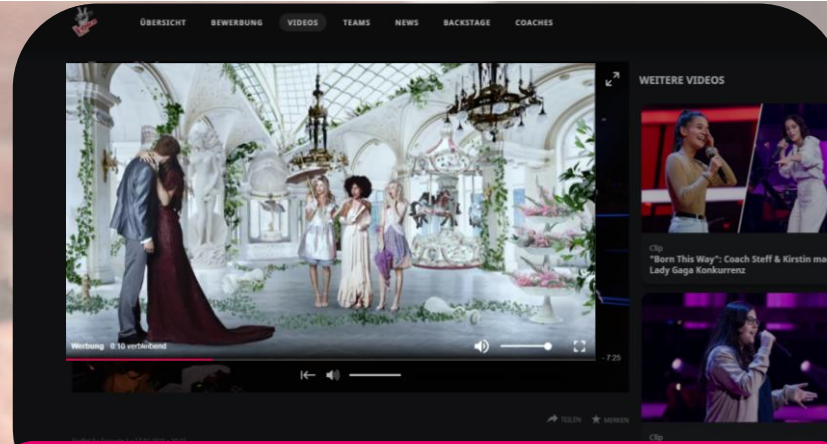 ÜBERSICHT
BEWERBUNG
VIDEOS
TEAMS
NEWS
BACKSTAGE
COACHES
WEITERE VIDEOS
Clip
"Born This Way": Coach Steff & Kirstin ma
Lady Gaga Konkurrenz
Werbung 0:10 verbleibend
- 7:25
TEILEN
MERKEN
Clip